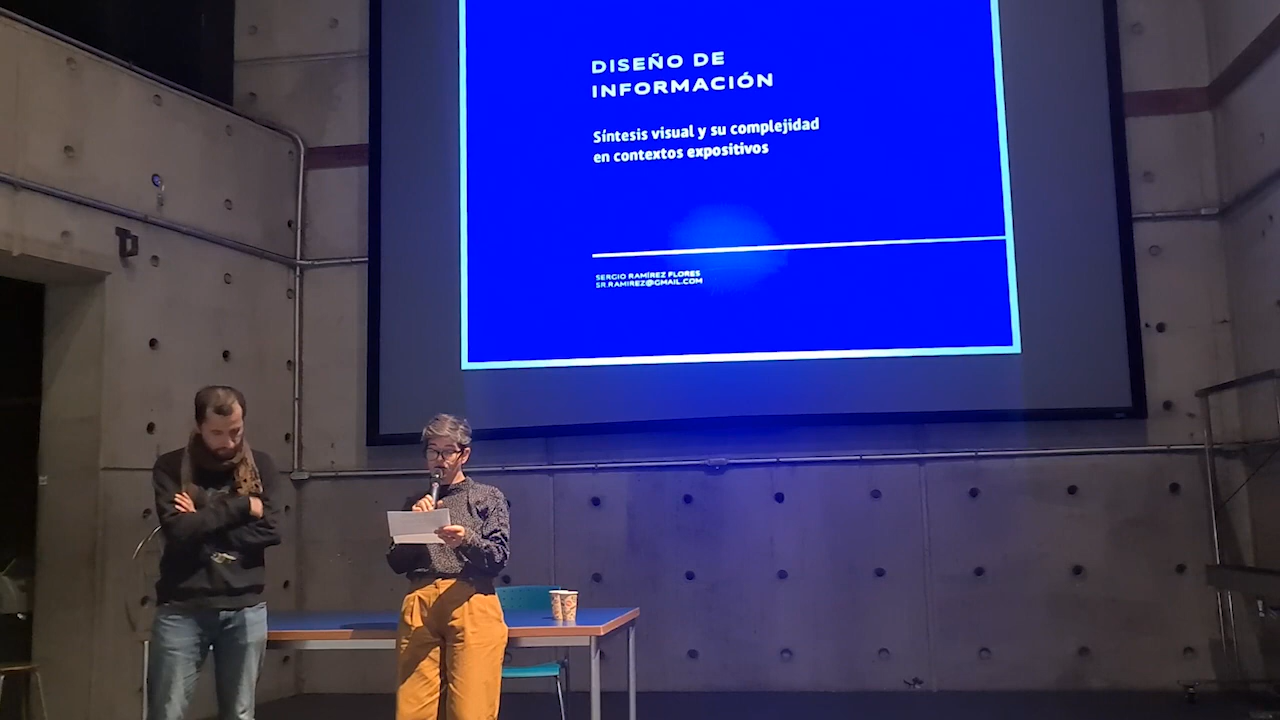 DISEÑO DE
INFORMACIÓN
Síntesis visual y su complejidad
en contextos expositivos
SERGIO RAMÍREZ FLORES
SR.RAMIREZ@GMAIL.COM